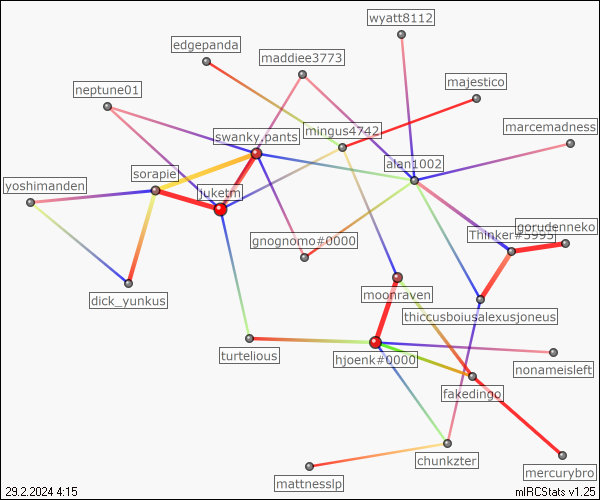 wyatt8112
edgepanda
maddiee3773
majestico
neptune01
marcemadness
mingus4742
swanky.pants
alan1002
sorapie
yoshimanden
juketm
gorudenneko
Thinker#5995
gnognomo#0000
moonraven
dick_yunkus
thiccusboiusalexusjoneus
turtelious
hjoenk#0000
nonameisleft
fakedingo
chunkzter
mercurybro
mattnesslp
29.2.2024 4:15
mIRCStats v1.25